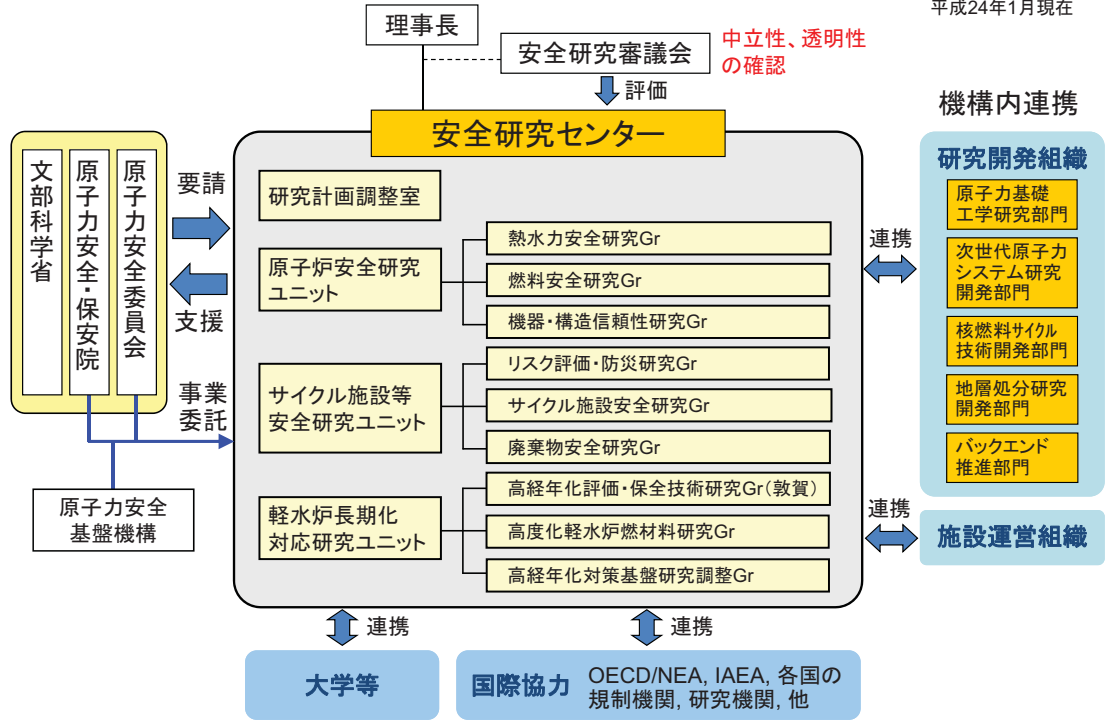 平成24年1月現在
理事長
安全研究審議会
中立性、透明性
の確認
評価
機構内連携
安全研究センター
文部科学省
原子力安全・保安院
原子力安全委員会
要請
支援
事業
委託
原子力安全
基盤機構
研究計画調整室
原子炉安全研究
ユニット
熱水力安全研究Gr
燃料安全研究Gr
機器・構造信頼性研究Gr
サイクル施設等
安全研究ユニット
リスク評価・防災研究Gr
サイクル施設安全研究Gr
廃棄物安全研究Gr
軽水炉長期化
対応研究ユニット
高経年化評価・保全技術研究Gr(敦賀)
高度化軽水炉燃材料研究Gr
高経年化対策基盤研究調整Gr
連携
研究開発組織
原子力基礎
工学研究部門
次世代原子力
システム研究
開発部門
核燃料サイクル
技術開発部門
地層処分研究
開発部門
バックエンド
推進部門
連携
施設運営組織
連携
大学等
連携
国際協力
OECD/NEA, IAEA, 各国の
規制機関, 研究機関, 他